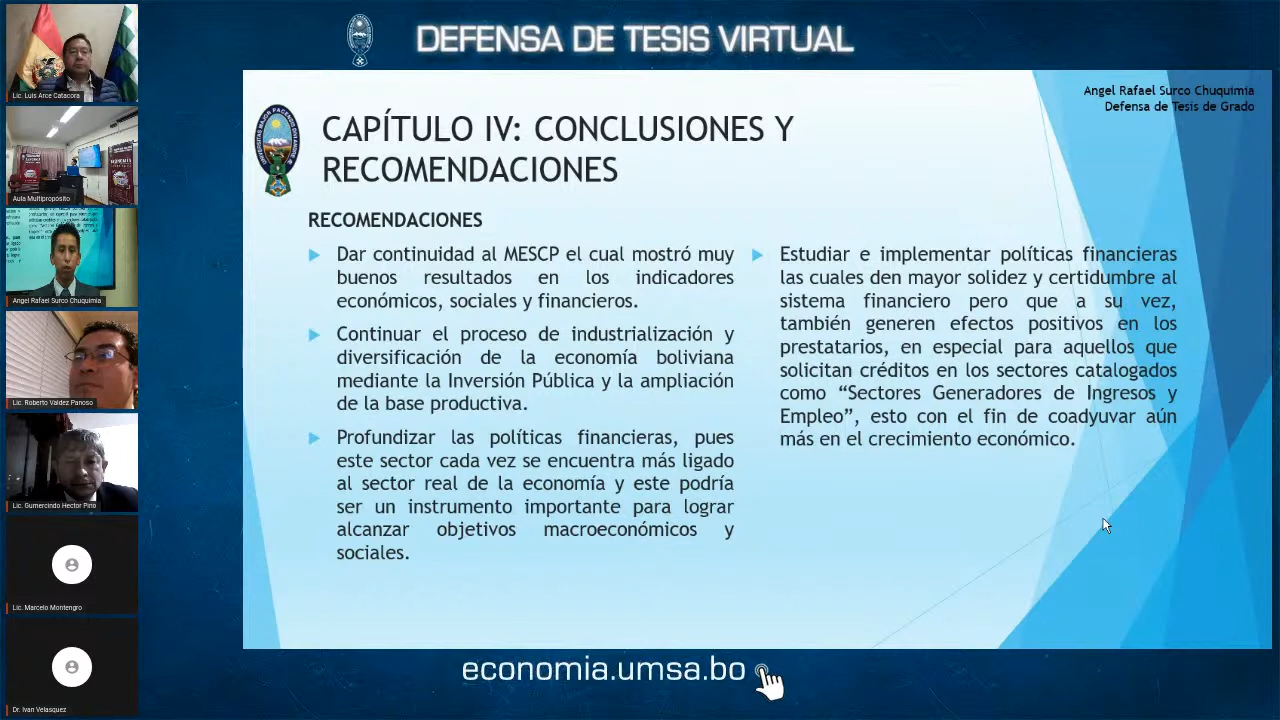 DEFENSA DE TESIS VIRTUAL
Angel Rafael Surco Chuquimia
Defensa de Tesis de Grado
CAPÍTULO IV: CONCLUSIONES Y
RECOMENDACIONES
RECOMENDACIONES
Dar continuidad al MESCP el cual mostró muy
buenos resultados en los indicadores
económicos, sociales y financieros.
Continuar el proceso de industrialización y
diversificación de la economía boliviana
mediante la Inversión Pública y la ampliación
de la base productiva.
Profundizar las políticas financieras, pues
este sector cada vez se encuentra más ligado
al sector real de la economía y este podría
ser un instrumento importante para lograr
alcanzar objetivos macroeconómicos y
sociales.
Estudiar e implementar políticas financieras
las cuales den mayor solidez y certidumbre al
sistema financiero pero que a su vez,
también generen efectos positivos en los
prestatarios, en especial para aquellos que
solicitan créditos en los sectores catalogados
como “Sectores Generadores de Ingresos y
Empleo”, esto con el fin de coadyuvar aún
más en el crecimiento económico.
Lic. Luis Arce Catacora
Aula Multiproposito
Angel Rafael Surco Chuquimia
Lic. Roberto Valdez Panoso
Lic. Gumercindo Hector Pino
Lic. Marcelo Montengro
Dr. Ivan Velasquez
economia.umsa.bo